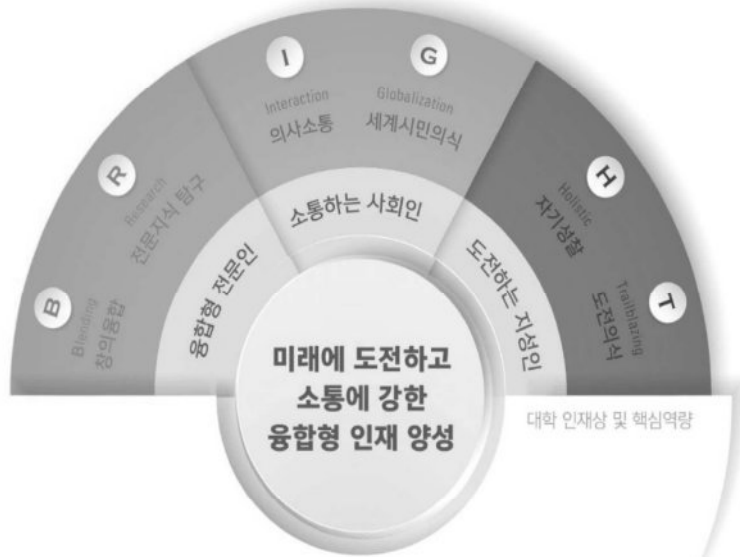 B
Blending
창의융합
R
Research
전문지식 탐구
융합형 전문인
I
Interaction
의사소통
G
Globalization
세계시민의식
소통하는 사회인
H
Holistic
자기성찰
T
Trailblazing
도전의식
도전하는 지성인
미래에 도전하고
소통에 강한
융합형 인재 양성
대학 인재상 및 핵심역량